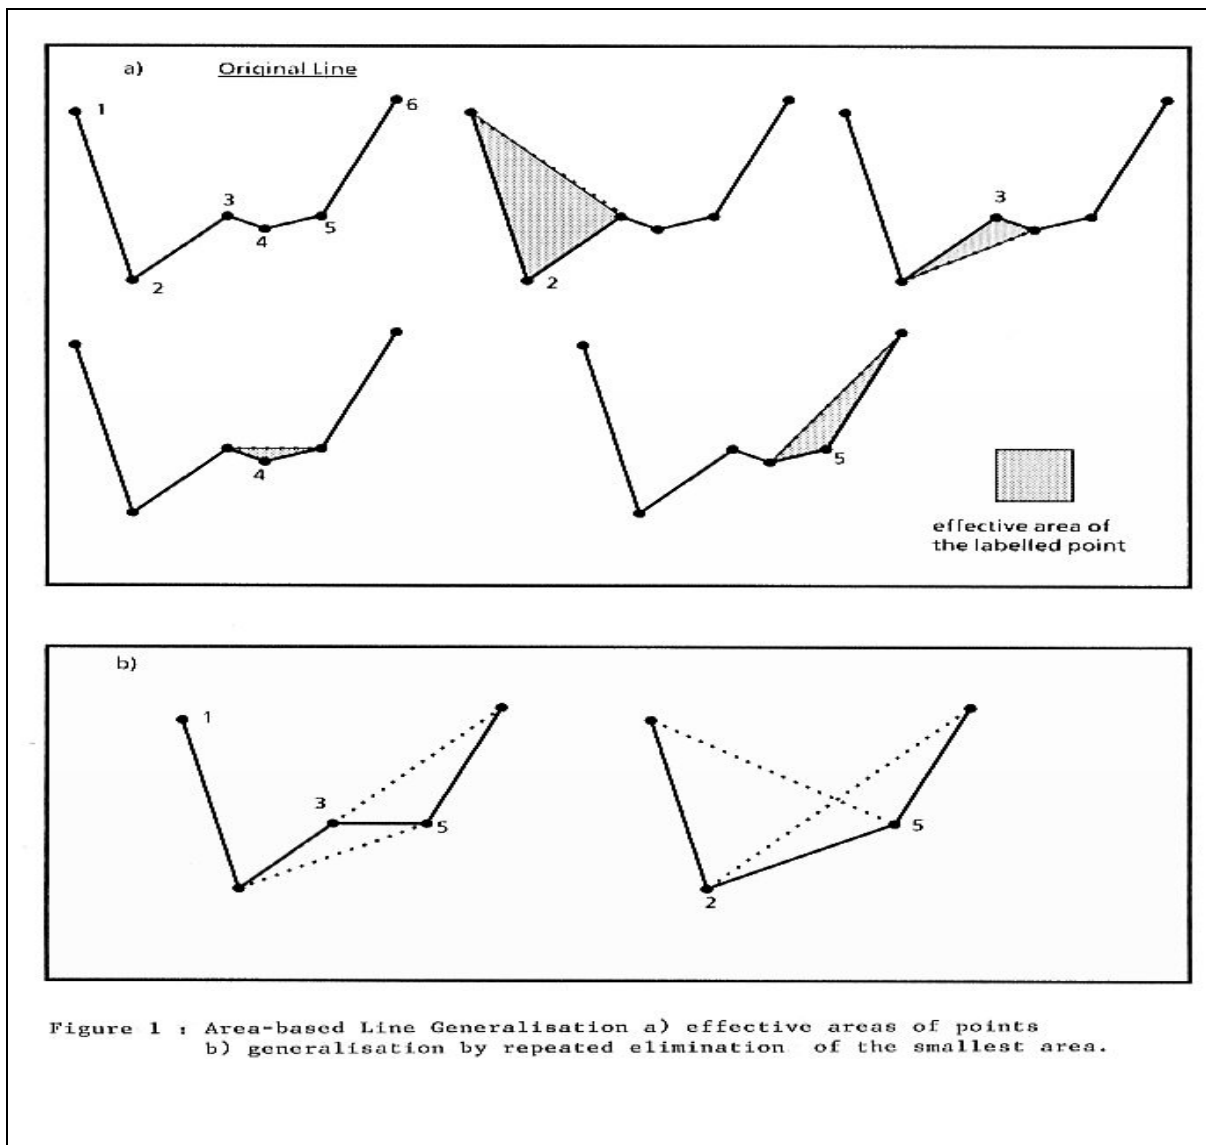 a) Original Line
1
6
3
4
5
2
2
3
4
5
effective area of
the labelled point
b)
1
3
5
5
2
Figure 1 : Area-based Line Generalisation a) effective areas of points
b) generalisation by repeated elimination of the smallest area.